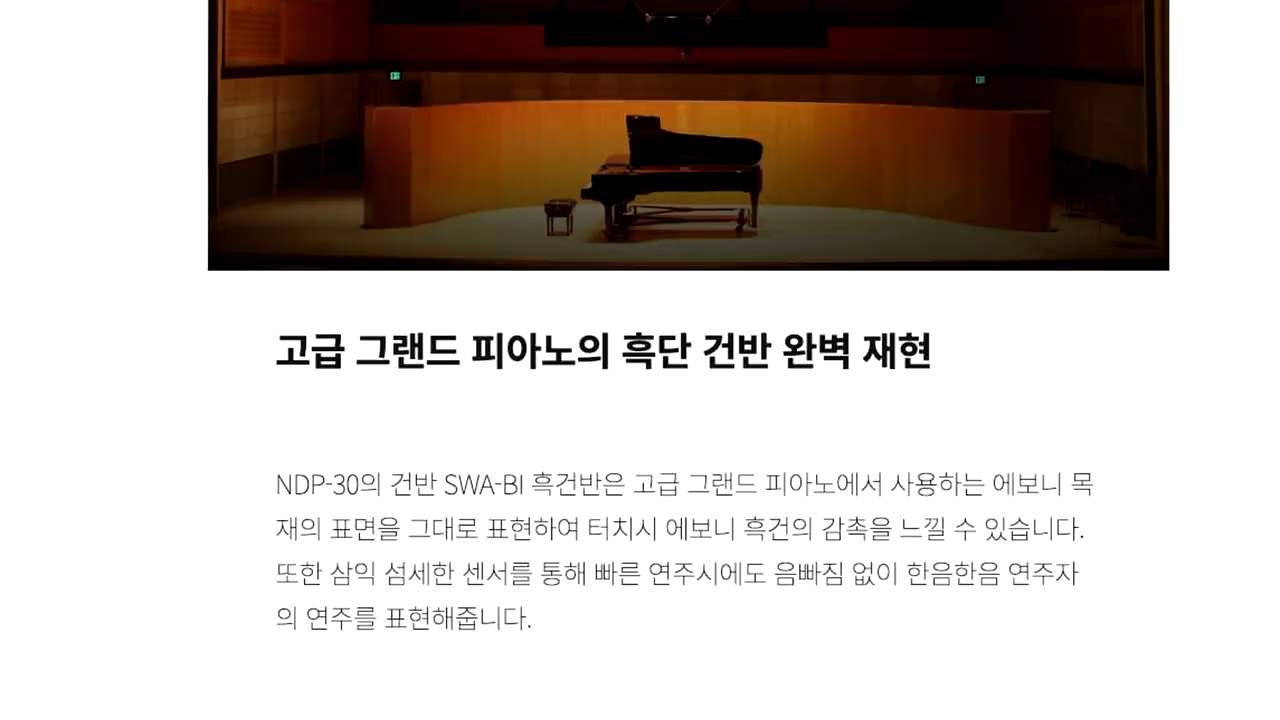 고급 그랜드 피아노의 흑단 건반 완벽 재현
NDP-30의 건반 SWA-BI 흑건반은 고급 그랜드 피아노에서 사용하는 에보니 목
재의 표면을 그대로 표현하여 터치시 에보니 흑건의 감촉을 느낄 수 있습니다.
또한 삼익 섬세한 센서를 통해 빠른 연주시에도 음빠짐 없이 한음한음 연주자
의 연주를 표현해줍니다.